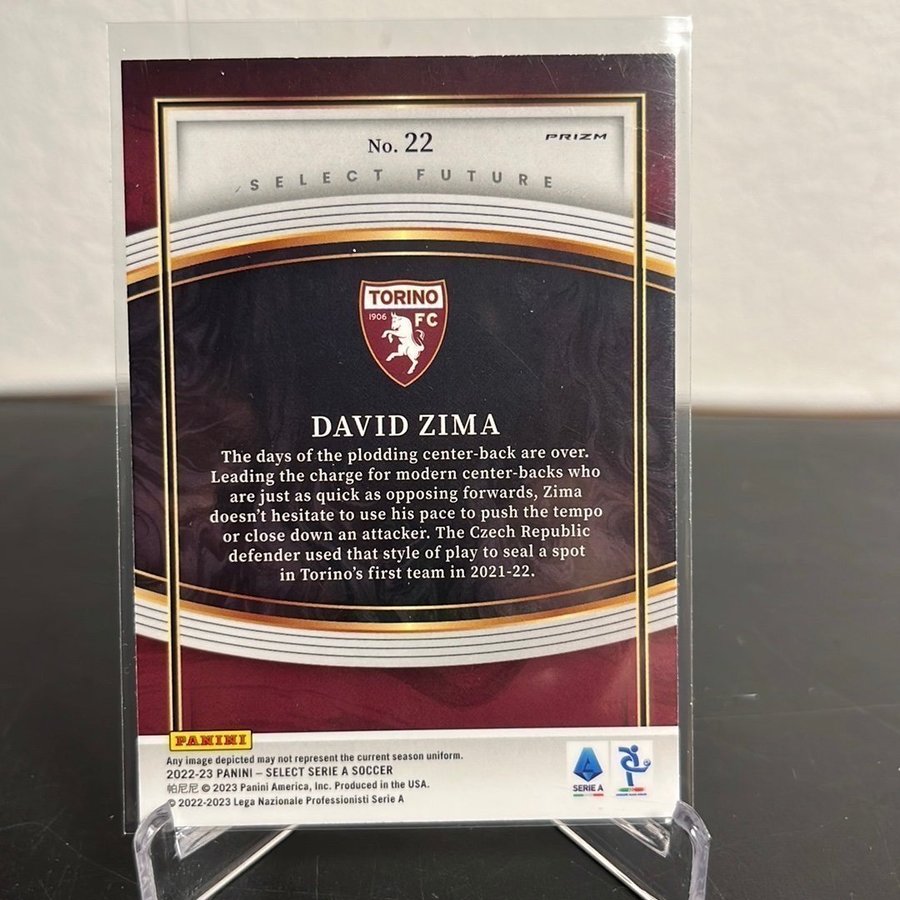 No. 22
PRIZM
SELECT FUTURE
TORINO
1906 FC
DAVID ZIMA
The days of the plodding center-back are over.
Leading the charge for modern center-backs who
are just as quick as opposing forwards, Zima
doesn't hesitate to use his pace to push the tempo
or close down an attacker. The Czech Republic
defender used that style of play to seal a spot
in Torino's first team in 2021-22.
PANINI
Any image depicted may not represent the current season uniform.
2022-23 PANINI – SELECT SERIE A SOCCER
帕尼尼 © 2023 Panini America, Inc. Produced in the USA.
© 2022-2023 Lega Nazionale Professionisti Serie A
SERIE A